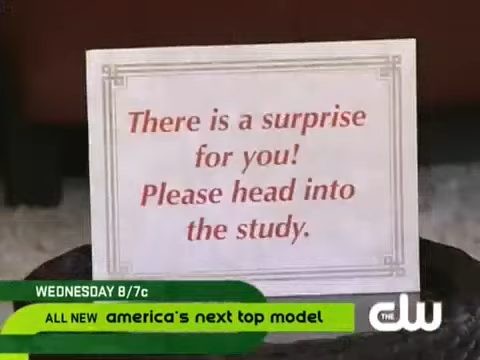 There is a surprise
for you!
Please head into
the study.
WEDNESDAY 8/7c
ALL NEW america's next top model
THE CW